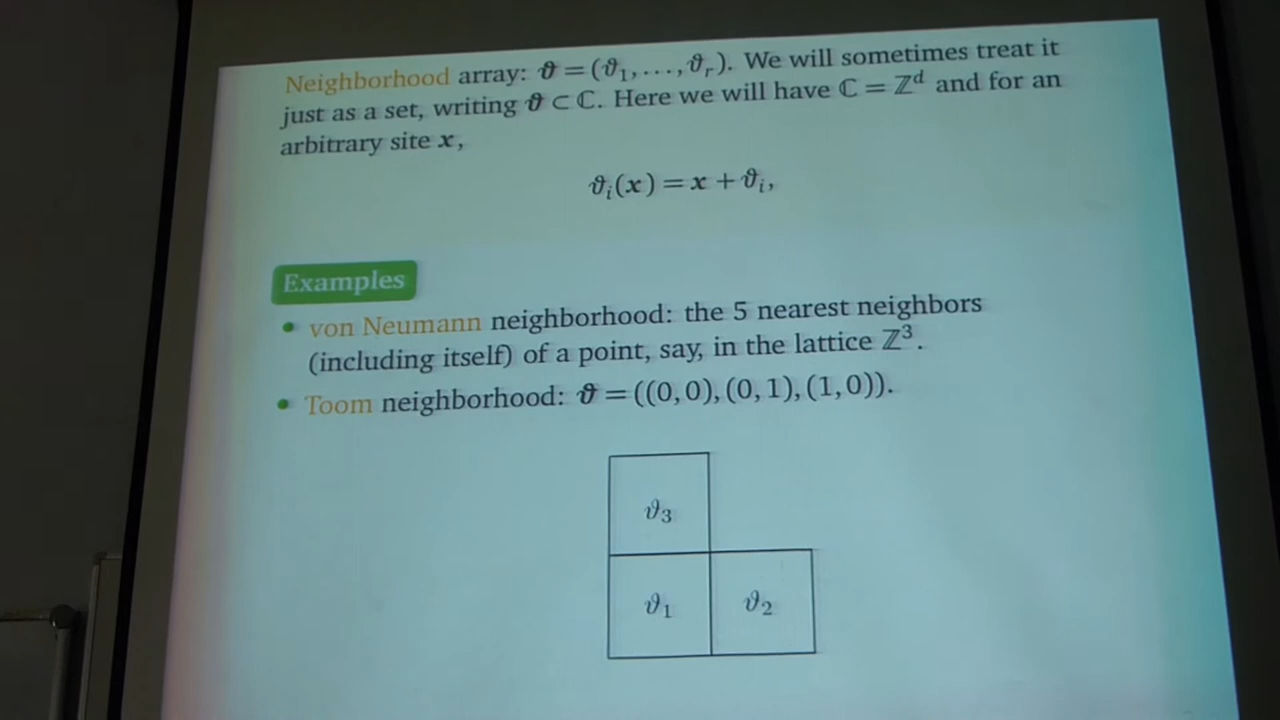 Neighborhood array: ϑ = (ϑ₁, …, ϑᵣ). We will sometimes treat it
just as a set, writing ϑ ⊂ ℂ. Here we will have ℂ = ℤᵈ and for an
arbitrary site x,
ϑᵢ(x) = x + ϑᵢ,
Examples
• von Neumann neighborhood: the 5 nearest neighbors
(including itself) of a point, say, in the lattice ℤ³.
• Toom neighborhood: ϑ = ((0, 0), (0, 1), (1, 0)).
ϑ₃
ϑ₁ ϑ₂